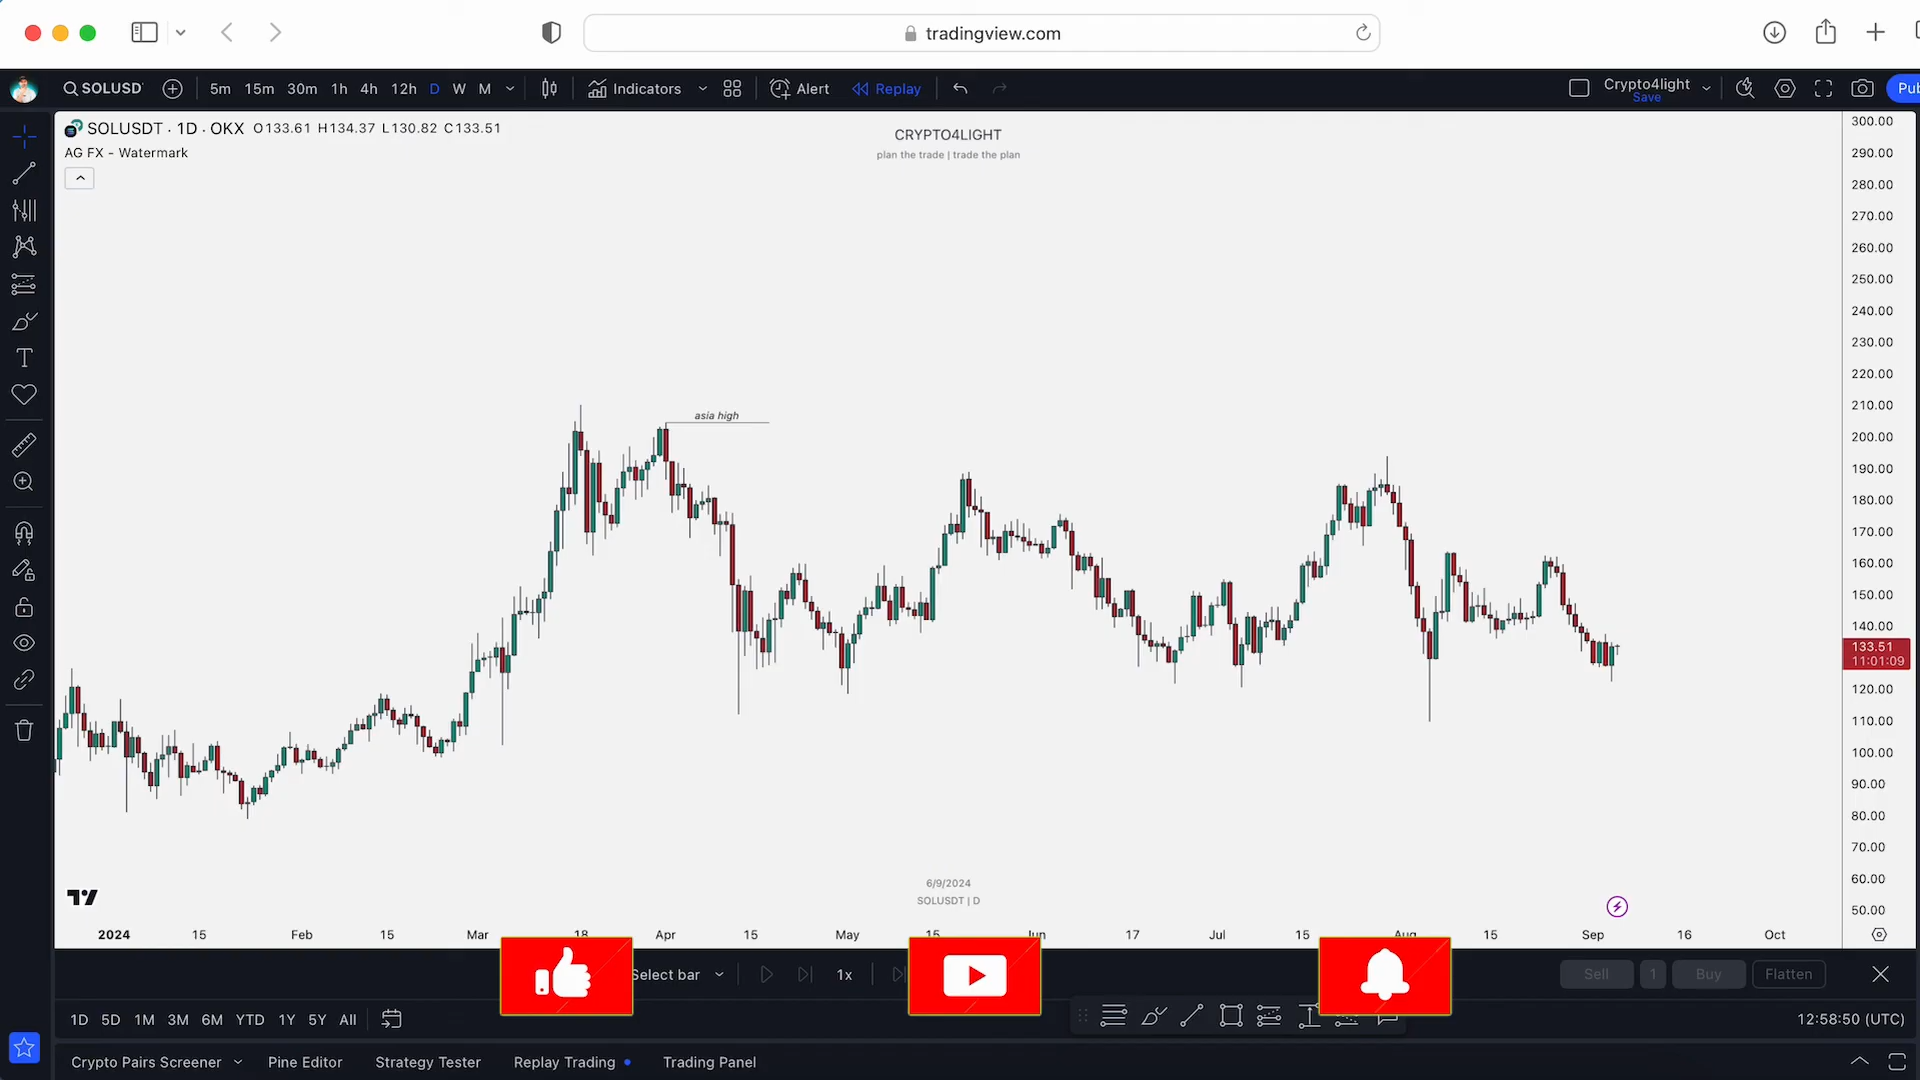 tradingview.com
SOLUSD 5m 15m 30m 1h 4h 12h D W M Indicators Alert Replay Crypto4light Pub
Save
SOLUSDT · 1D · OKX O133.61 H134.37 L130.82 C133.51
AG FX - Watermark
CRYPTO4LIGHT
plan the trade | trade the plan
300.00
290.00
280.00
270.00
260.00
250.00
240.00
230.00
220.00
210.00
200.00
190.00
180.00
170.00
160.00
150.00
140.00
133.51
11:01:09
120.00
110.00
100.00
90.00
80.00
70.00
60.00
50.00
asia high
6/9/2024
SOLUSDT | D
2024 15 Feb 15 Mar 18 Apr 15 May 15 Jun 17 Jul 15 Aug 15 Sep 16 Oct
Select bar 1x Sell 1 Buy Flatten
1D 5D 1M 3M 6M YTD 1Y 5Y All 12:58:50 (UTC)
Crypto Pairs Screener Pine Editor Strategy Tester Replay Trading Trading Panel